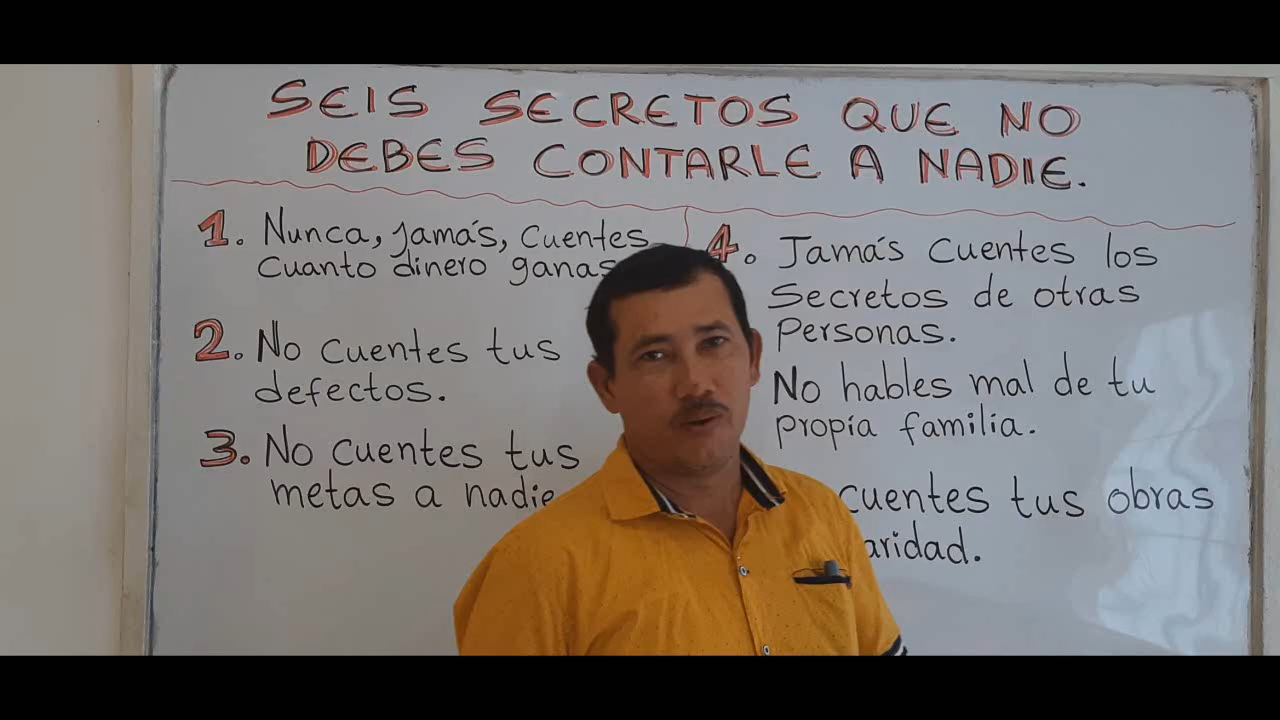 SEIS SECRETOS QUE NO
DEBES CONTARLE A NADIE.
1. Nunca, jamás, cuentes
cuanto dinero ganas
2. No cuentes tus
defectos.
3. No cuentes tus
metas a nadie
4. Jamás cuentes los
secretos de otras
personas.
No hables mal de tu
propía familia.
cuentes tus obras
aridad.